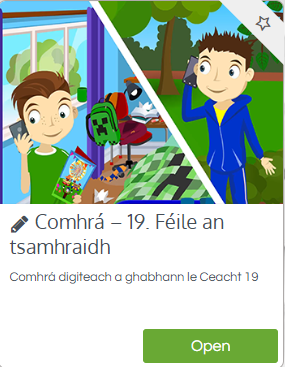 Comhrá – 19. Féile an
tsamhraidh
Comhrá digiteach a ghabhann le Ceacht 19
Open